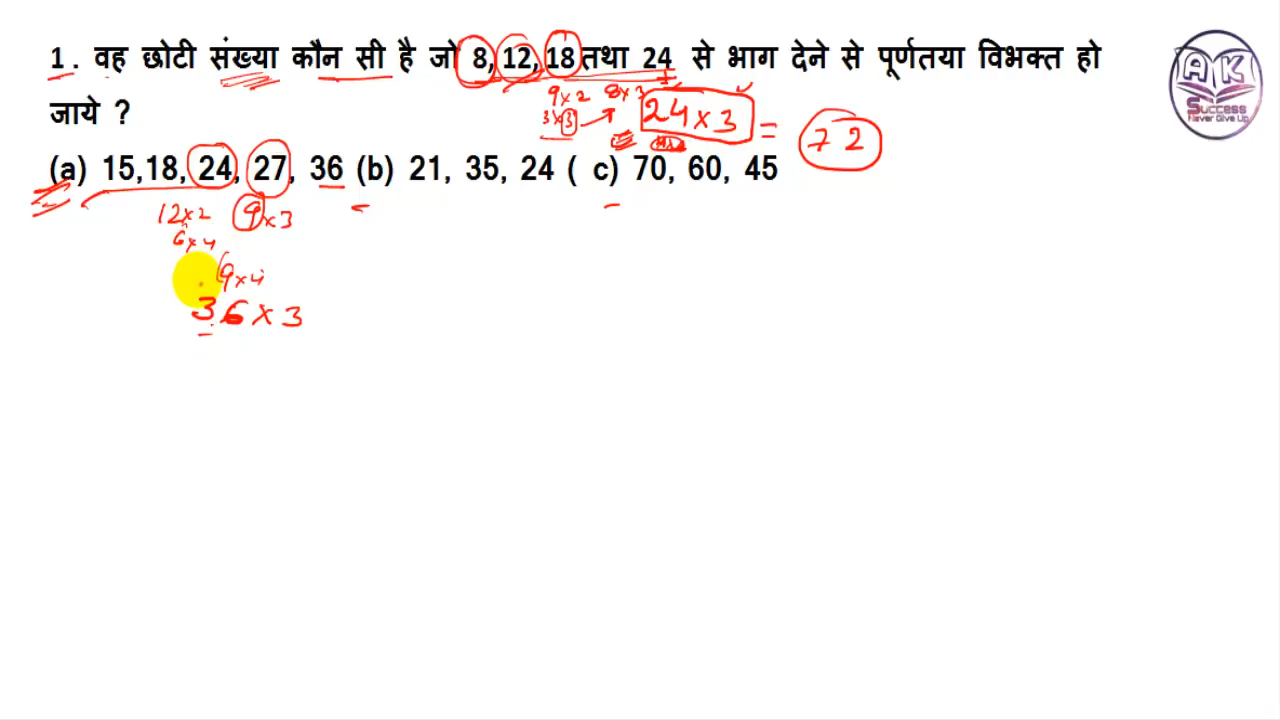 1. वह छोटी संख्या कौन सी है जो 8, 12, 18 तथा 24 से भाग देने से पूर्णतया विभक्त हो
जाये ?
9x2 8x3
3x3 24x3 = 72
(a) 15,18, 24, 27, 36 (b) 21, 35, 24 ( c) 70, 60, 45
12x2 9x3
6x4
9x4
36x3
AK
Success
Never Give Up